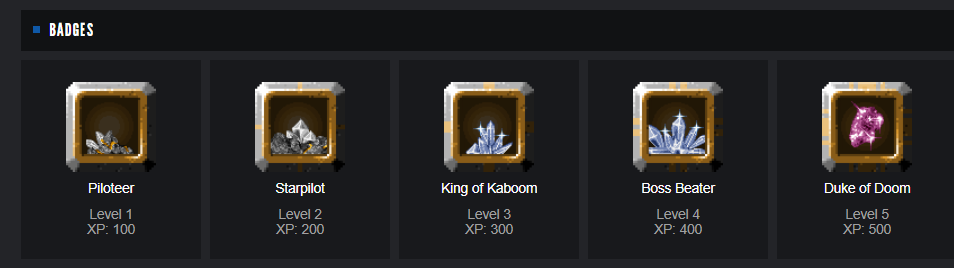 BADGES
Piloteer
Level 1
XP: 100
Starpilot
Level 2
XP: 200
King of Kaboom
Level 3
XP: 300
Boss Beater
Level 4
XP: 400
Duke of Doom
Level 5
XP: 500